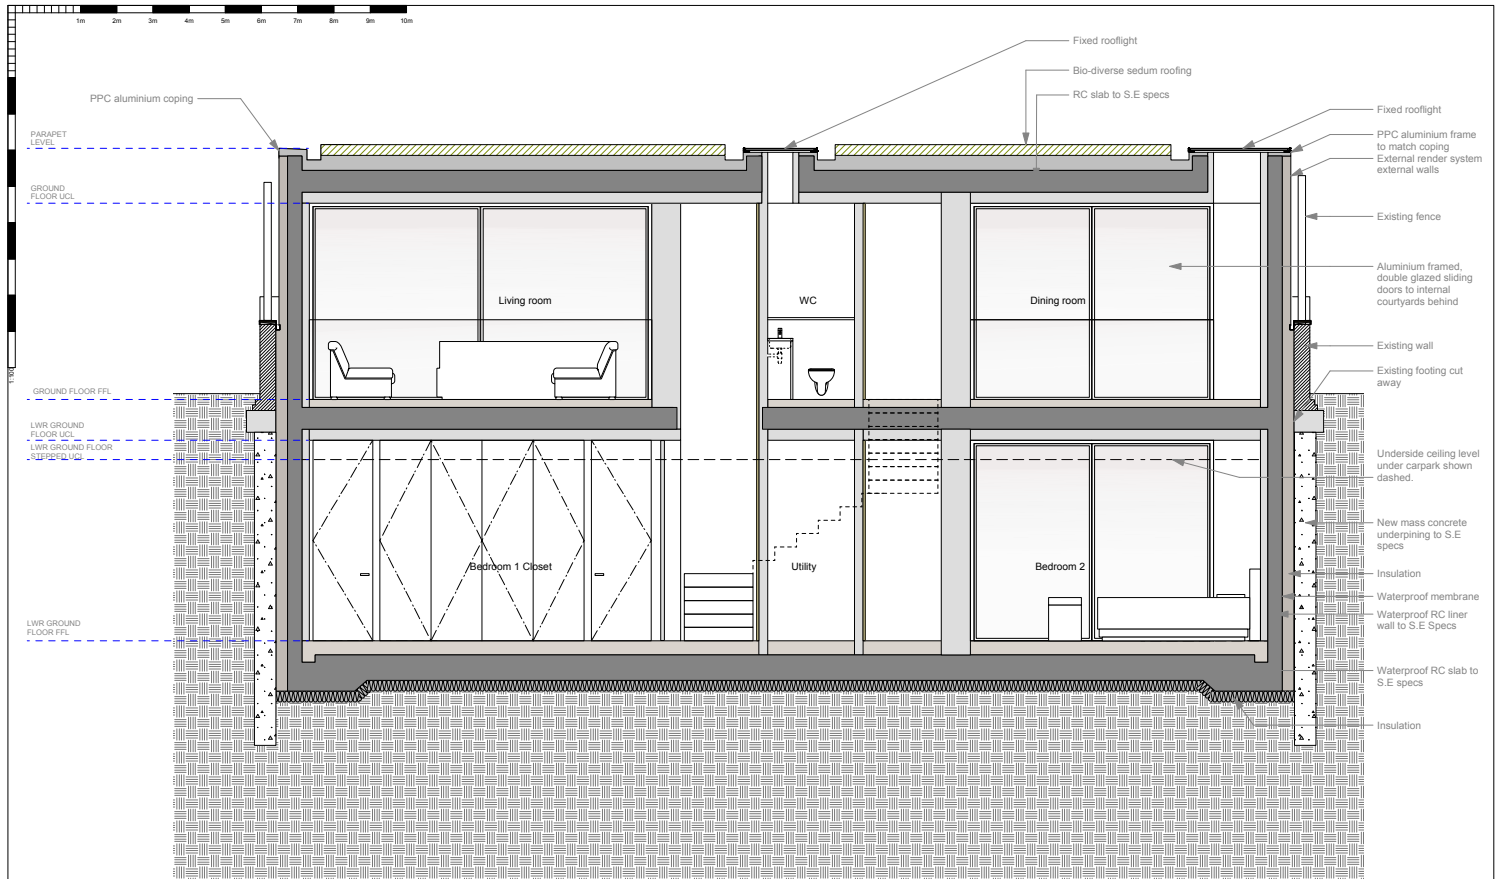 1m 2m 3m 4m 5m 6m 7m 8m 9m 10m
1:100
Fixed rooflight
Bio-diverse sedum roofing
RC slab to S.E specs
PPC aluminium coping
Fixed rooflight
PPC aluminium frame
to match coping
External render system
external walls
PARAPET
LEVEL
GROUND
FLOOR UCL
Existing fence
Aluminium framed,
double glazed sliding
doors to internal
courtyards behind
Living room
WC
Dining room
Existing wall
Existing footing cut
away
GROUND FLOOR FFL
LWR GROUND
FLOOR UCL
LWR GROUND FLOOR
STEPPED UCL
Underside ceiling level
under carpark shown
dashed.
New mass concrete
underpining to S.E
specs
Bedroom 1 Closet
Utility
Bedroom 2
Insulation
Waterproof membrane
Waterproof RC liner
wall to S.E Specs
LWR GROUND
FLOOR FFL
Waterproof RC slab to
S.E specs
Insulation